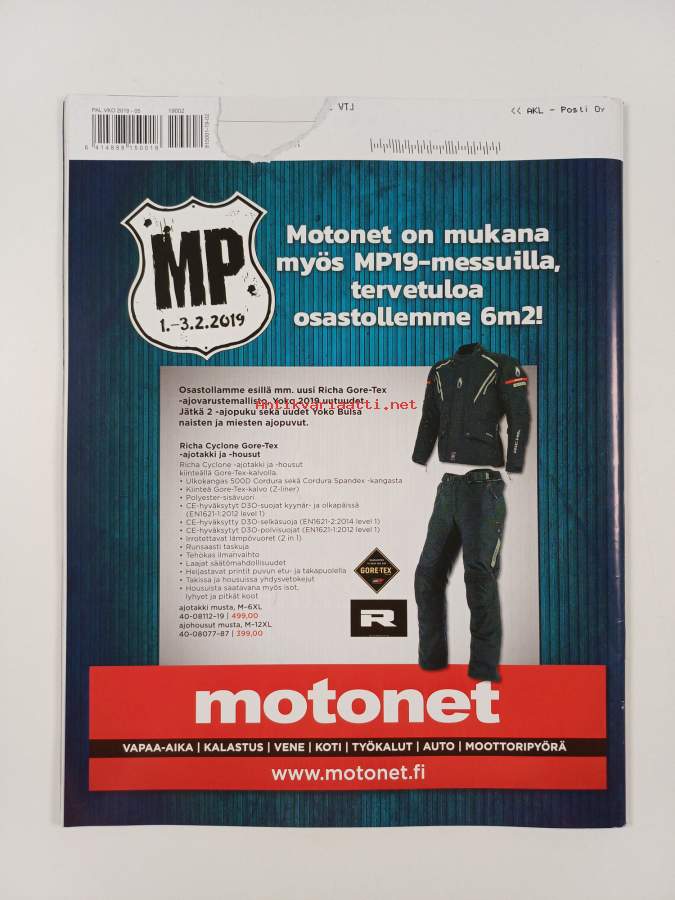 PAL VKO 2019 - 05 19002
6 414889 150019
VTJ
<< AKL - Posti Oy
MP
1.-3.2.2019
Motonet on mukana
myös MP19-messuilla,
tervetuloa
osastollemme 6m2!
Osastollamme esillä mm. uusi Richa Gore-Tex
-ajovarustemallisto, Yoko 2019 uutuudet
Antikvariaatti.net
Jätkä 2 -ajopuku sekä uudet Yoko Bulsa
naisten ja miesten ajopuvut.
Richa Cyclone Gore-Tex
-ajotakki ja -housut
Richa Cyclone -ajotakki ja -housut
kiinteällä Gore-Tex-kalvolla.
• Ulkokangas 500D Cordura sekä Cordura Spandex -kangasta
• Kiinteä Gore-Tex-kalvo (Z-liner)
• Polyester-sisävuori
• CE-hyväksytyt D3O-suojat kyynär- ja olkapäissä
(EN1621-1:2012 level 1)
• CE-hyväksytty D3O-selkäsuoja (EN1621-2:2014 level 1)
• CE-hyväksytyt D3O-polvisuojat (EN1621-1:2012 level 1)
• Irrotettavat lämpövuoret (2 in 1)
• Runsaasti taskuja
• Tehokas ilmanvaihto
• Laajat säätömahdollisuudet
• Heijastavat printit puvun etu- ja takapuolella
• Takissa ja housuissa yhdysvetoketjut
• Housuista saatavana myös isot,
lyhyet ja pitkät koot
ajotakki musta, M-6XL
40-08112-19 | 499,00
ajohousut musta, M-12XL
40-08077-87 | 399,00
GORE-TEX
R
motonet
VAPAA-AIKA | KALASTUS | VENE | KOTI | TYÖKALUT | AUTO | MOOTTORIPYÖRÄ
www.motonet.fi